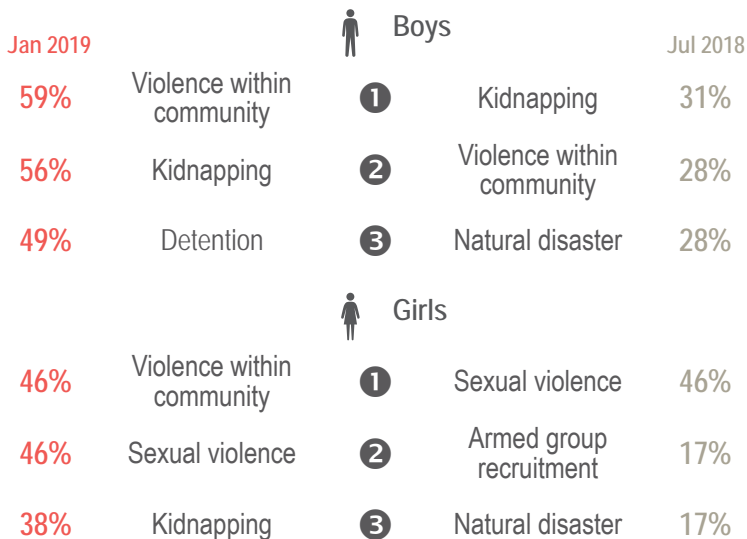 Boys
Jan 2019
Jul 2018
59%
Violence within
community
1
Kidnapping
31%
56%
Kidnapping
2
Violence within
community
28%
49%
Detention
3
Natural disaster
28%
Girls
46%
Violence within
community
1
Sexual violence
46%
46%
Sexual violence
2
Armed group
recruitment
17%
38%
Kidnapping
3
Natural disaster
17%